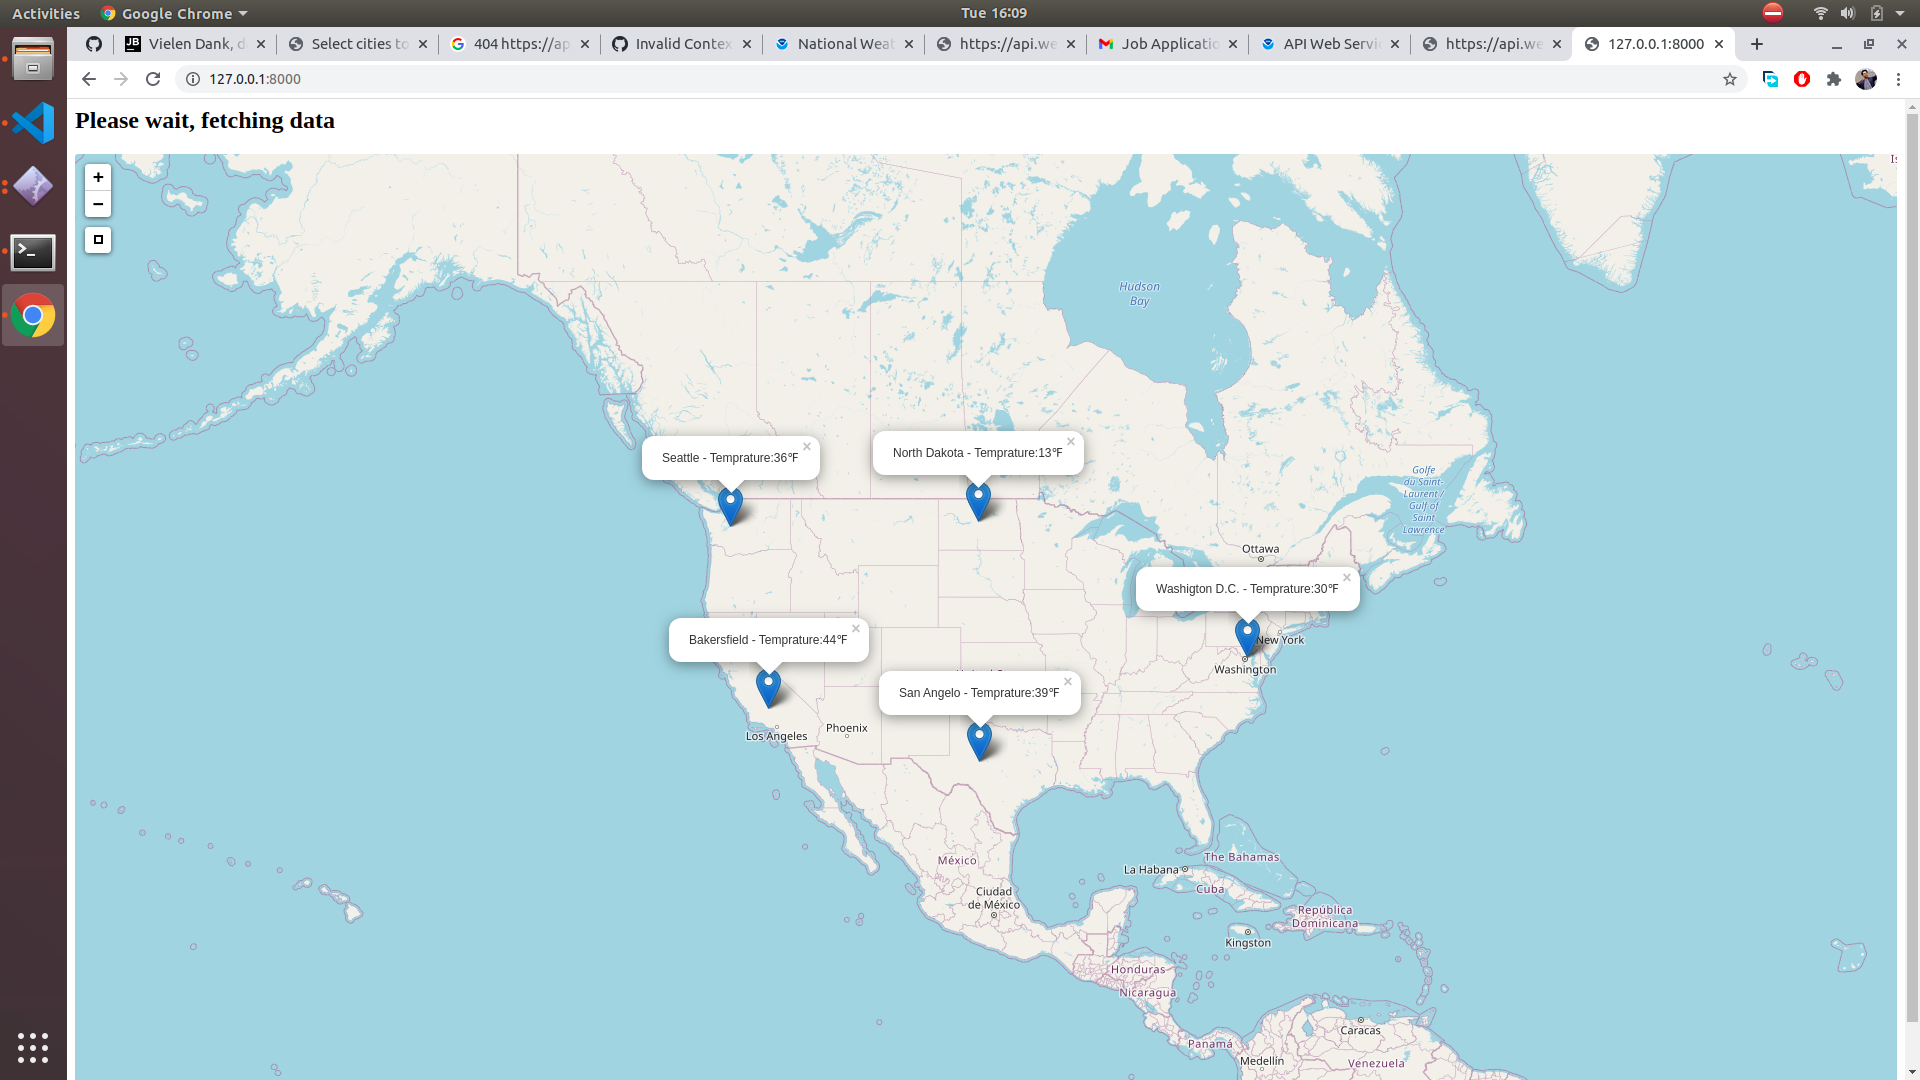 Activities
Google Chrome
Tue 16:09
JB
Vielen Dank, d
Select cities to
404 https://ap
Invalid Contex
National Weat
https://api.we
Job Applicatio
API Web Servic
https://api.we
127.0.0.1:8000
127.0.0.1:8000
Please wait, fetching data
+
−
Hudson
Bay
Seattle - Temprature:36℉
North Dakota - Temprature:13℉
Golfe
du Saint-
Laurent /
Gulf of
Saint
Lawrence
Ottawa
Washigton D.C. - Temprature:30℉
New York
Washington
Bakersfield - Temprature:44℉
San Angelo - Temprature:39℉
Los Angeles
Phoenix
México
Ciudad
de México
La Habana
The Bahamas
Cuba
República
Dominicana
Kingston
Honduras
Nicaragua
Caracas
Panamá
Medellín
Venezuela